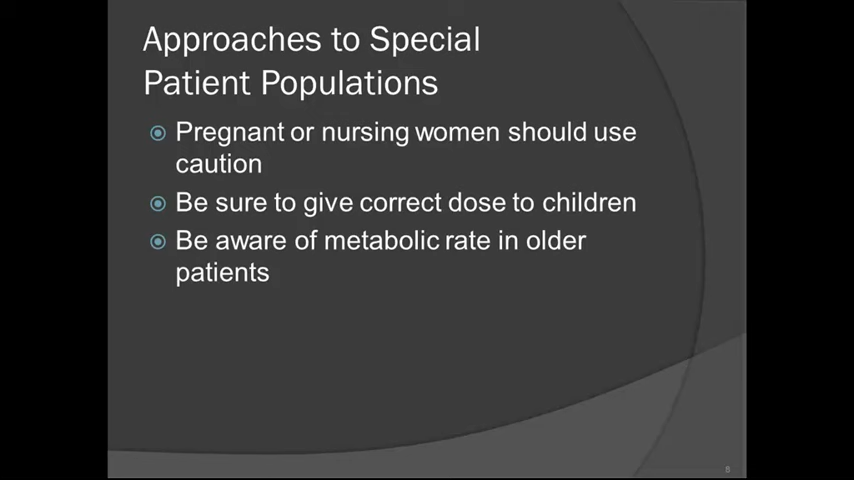 Approaches to Special
Patient Populations
Pregnant or nursing women should use
caution
Be sure to give correct dose to children
Be aware of metabolic rate in older
patients
8